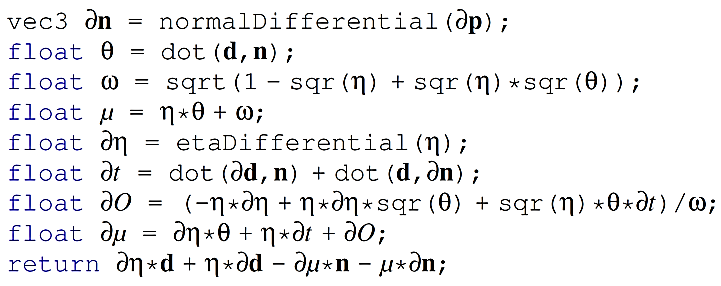 vec3 ∂n = normalDifferential(∂p);
float θ = dot(d,n);
float ω = sqrt(1 - sqr(η) + sqr(η)*sqr(θ));
float μ = η*θ + ω;
float ∂η = etaDifferential(η);
float ∂t = dot(∂d,n) + dot(d,∂n);
float ∂O = (-η*∂η + η*∂η*sqr(θ) + sqr(η)*θ*∂t)/ω;
float ∂μ = ∂η*θ + η*∂t + ∂O;
return ∂η*d + η*∂d - ∂μ*n - μ*∂n;